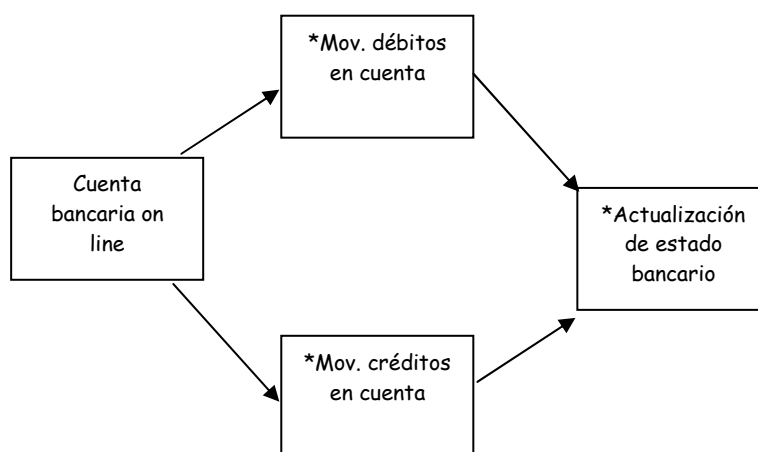 *Mov. débitos
en cuenta
Cuenta
bancaria on
line
*Actualización
de estado
bancario
*Mov. créditos
en cuenta